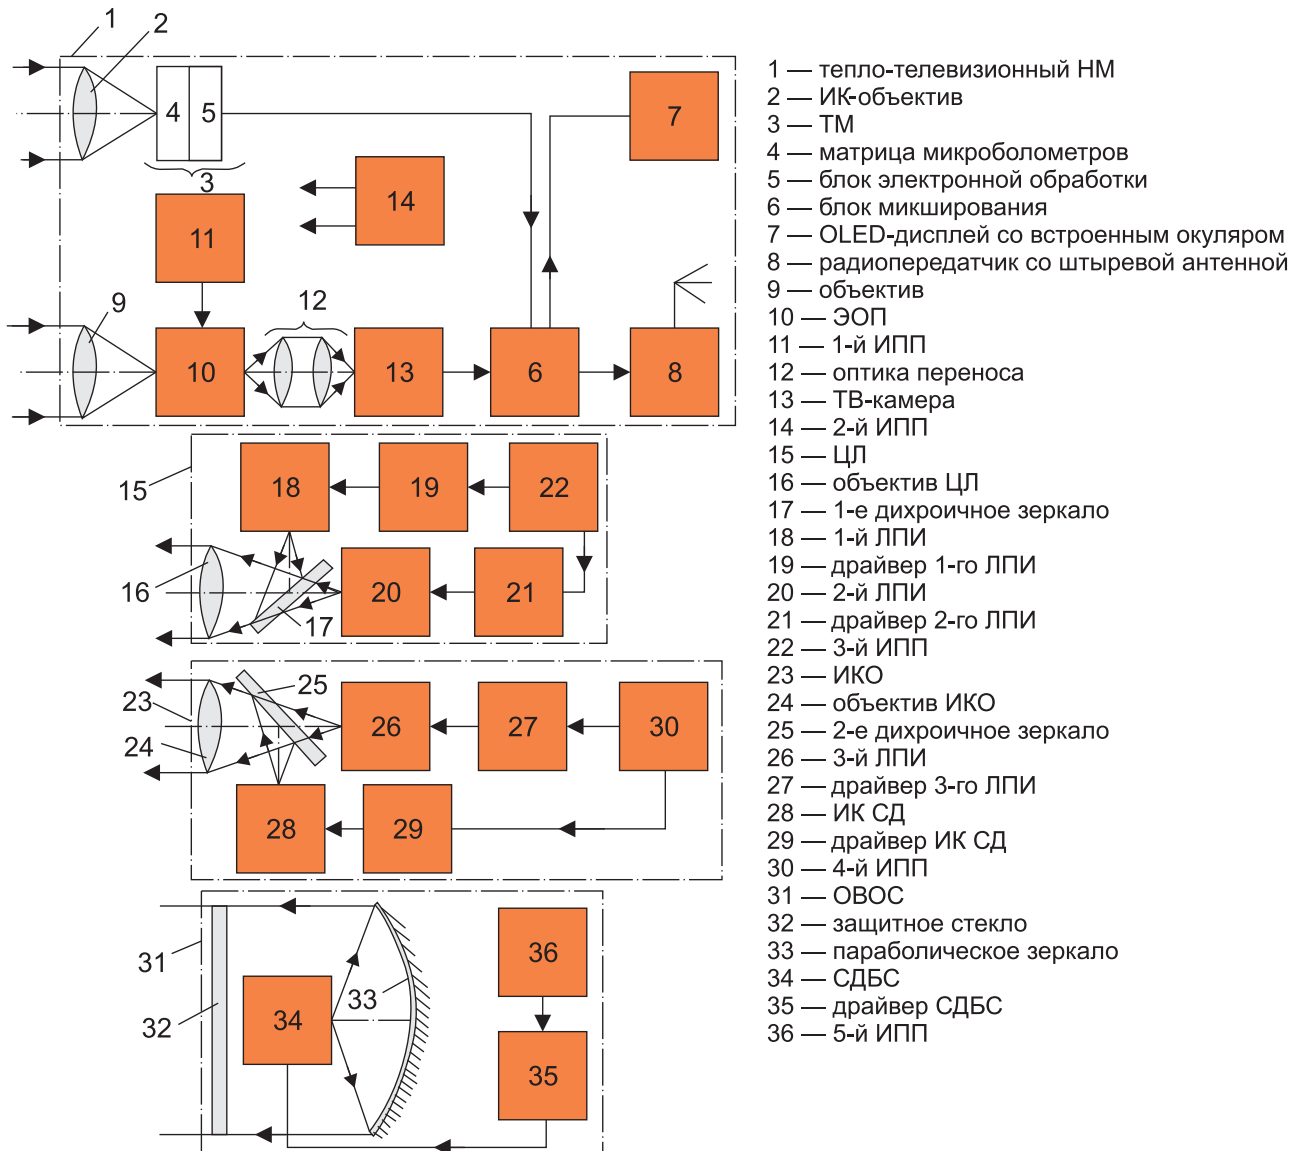 1
2
4
5
7
3
14
11
9
12
10
13
6
8
15
18
19
22
16
17
20
21
23
25
24
26
27
30
28
29
31
32
33
34
36
35
1 — тепло-телевизионный НМ
2 — ИК-объектив
3 — ТМ
4 — матрица микроболометров
5 — блок электронной обработки
6 — блок микширования
7 — OLED-дисплей со встроенным окуляром
8 — радиопередатчик со штыревой антенной
9 — объектив
10 — ЭОП
11 — 1-й ИПП
12 — оптика переноса
13 — ТВ-камера
14 — 2-й ИПП
15 — ЦЛ
16 — объектив ЦЛ
17 — 1-е дихроичное зеркало
18 — 1-й ЛПИ
19 — драйвер 1-го ЛПИ
20 — 2-й ЛПИ
21 — драйвер 2-го ЛПИ
22 — 3-й ИПП
23 — ИКО
24 — объектив ИКО
25 — 2-е дихроичное зеркало
26 — 3-й ЛПИ
27 — драйвер 3-го ЛПИ
28 — ИК СД
29 — драйвер ИК СД
30 — 4-й ИПП
31 — ОВОС
32 — защитное стекло
33 — параболическое зеркало
34 — СДБС
35 — драйвер СДБС
36 — 5-й ИПП